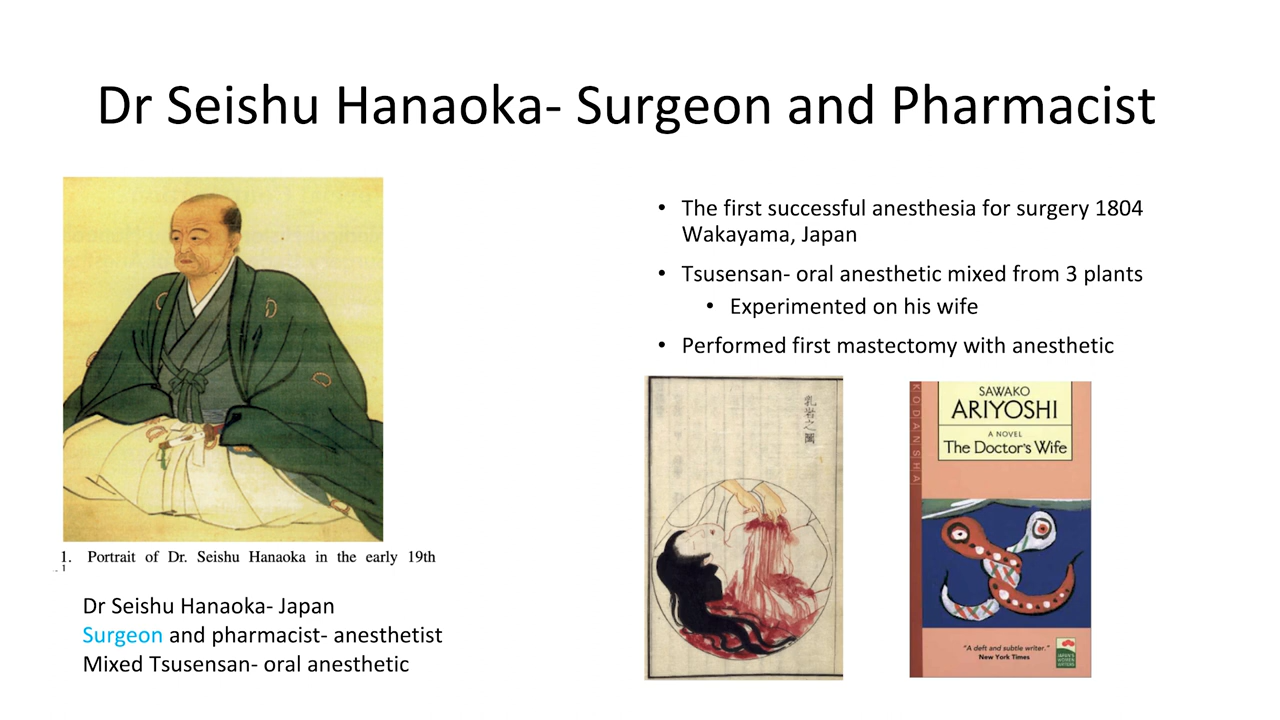 Dr Seishu Hanaoka- Surgeon and Pharmacist
1. Portrait of Dr. Seishu Hanaoka in the early 19th
Dr Seishu Hanaoka- Japan
Surgeon and pharmacist- anesthetist
Mixed Tsusensan- oral anesthetic
• The first successful anesthesia for surgery 1804
Wakayama, Japan
• Tsusensan- oral anesthetic mixed from 3 plants
• Experimented on his wife
• Performed first mastectomy with anesthetic
乳岩之圖
KODANSHA
SAWAKO
ARIYOSHI
A NOVEL
The Doctor's Wife
"A deft and subtle writer."
New York Times